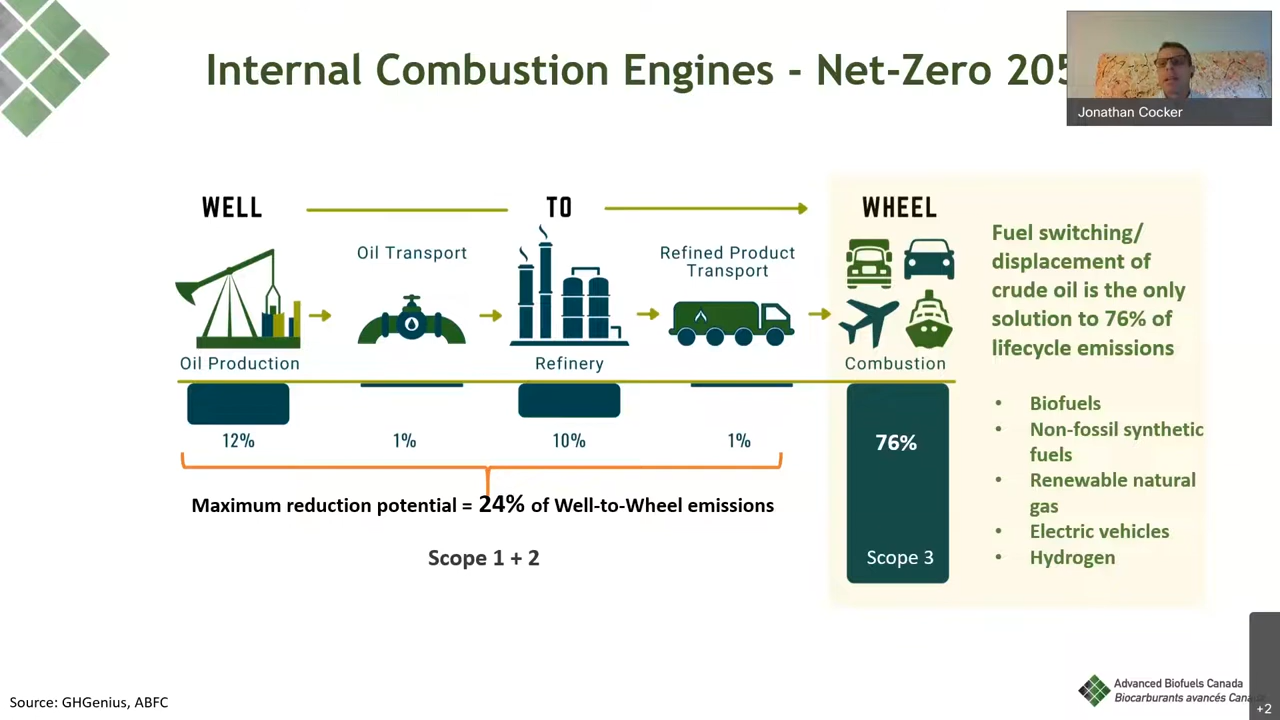 Internal Combustion Engines - Net-Zero 205
Jonathan Cocker
WELL
TO
WHEEL
Oil Transport
Refined Product
Transport
Oil Production
Refinery
Combustion
12%
1%
10%
1%
76%
Maximum reduction potential = 24% of Well-to-Wheel emissions
Scope 1 + 2
Scope 3
Fuel switching/
displacement of
crude oil is the only
solution to 76% of
lifecycle emissions
• Biofuels
• Non-fossil synthetic
fuels
• Renewable natural
gas
• Electric vehicles
• Hydrogen
Source: GHGenius, ABFC
Advanced Biofuels Canada
Biocarburants avancés Canada
+2